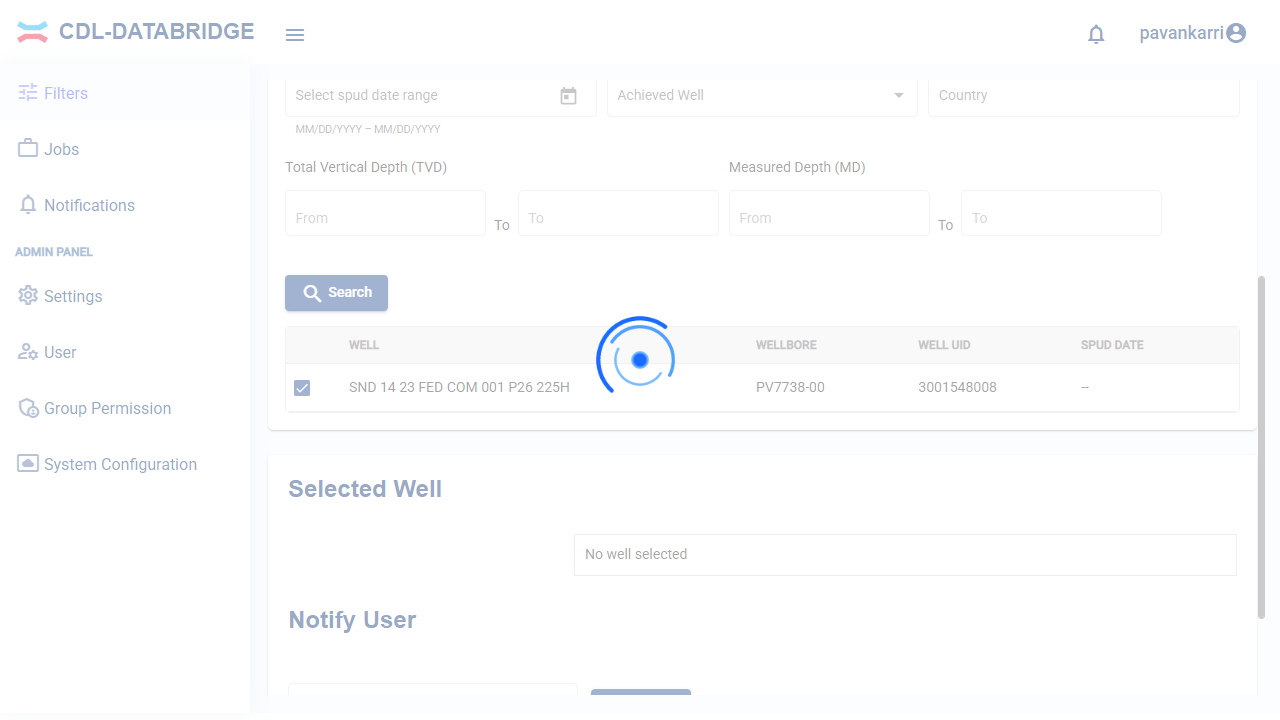 CDL-DATABRIDGE
pavankarri
Filters
Jobs
Notifications
ADMIN PANEL
Settings
User
Group Permission
System Configuration
Select spud date range
Achieved Well
Country
MM/DD/YYYY – MM/DD/YYYY
Total Vertical Depth (TVD)
Measured Depth (MD)
From
To
To
From
To
To
Search
WELL
WELLBORE
WELL UID
SPUD DATE
SND 14 23 FED COM 001 P26 225H
PV7738-00
3001548008
--
Selected Well
No well selected
Notify User